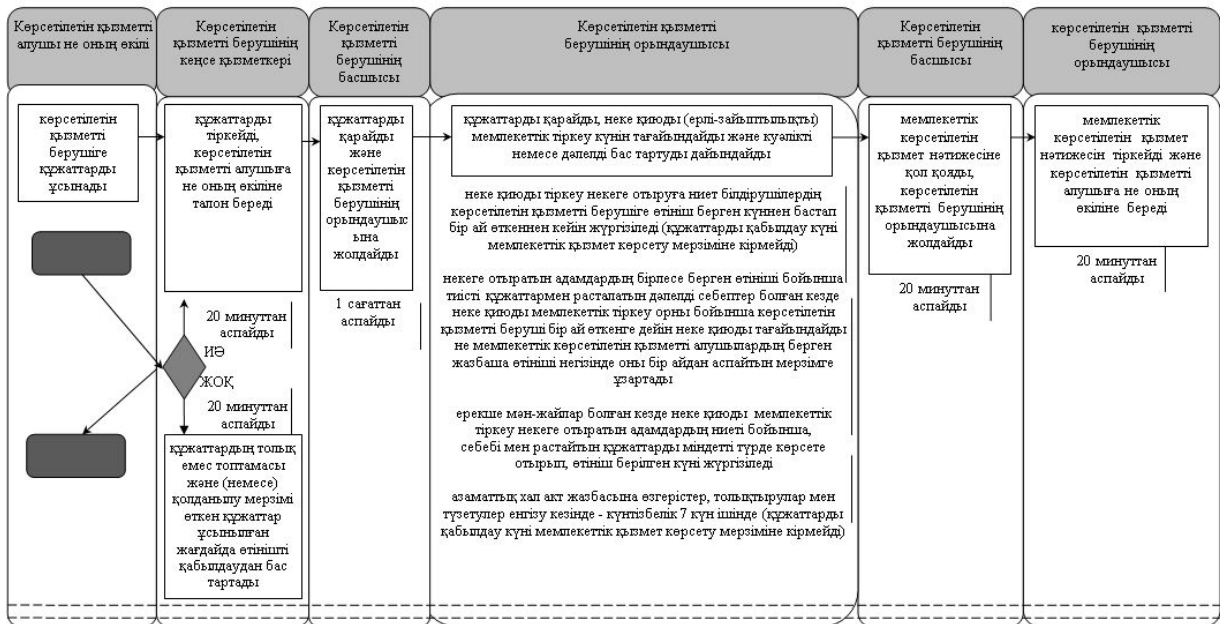 Көрсетілетін қызметті
алушы не оның өкілі
Көрсетілетін
қызметті берушінің
кеңсе қызметкері
Көрсетілетін
қызметті
берушінің
басшысы
Көрсетілетін қызметті
берушінің орындаушысы
Көрсетілетін
қызметті берушінің
басшысы
көрсетілетін қызметті
берушінің
орындаушысы
көрсетілетін
қызметті
берушіге
құжаттарды
ұсынады
құжаттарды
тіркейді,
көрсетілетін
қызметті алушыға
не оның өкіліне
талон береді
20 минуттан
аспайды
ИӘ
ЖОҚ
20 минуттан
аспайды
құжаттардың толық
емес топтамасы
және (немесе)
қолданылу мерзімі
өткен құжаттар
ұсынылған
жағдайда өтінішті
қабылдаудан бас
тартады
құжаттарды
қарайды
және
көрсетілетін
қызметті
берушінің
орындаушыс
ына
жолдайды
1 сағаттан
аспайды
құжаттарды қарайды, неке қиюды (ерлі-зайыптылықты)
мемлекеттік тіркеу күнін тағайындайды және куәлікті
немесе дәлелді бас тартуды дайындайды
неке қиюды тіркеу некеге отыруға ниет білдірушілердің
көрсетілетін қызметті берушіге өтініш берген күннен бастап
бір ай өткеннен кейін жүргізіледі (құжаттарды қабылдау күні
мемлекеттік қызмет көрсету мерзіміне кірмейді)
некеге отыратын адамдардың бірлесе берген өтініші бойынша
тиісті құжаттармен расталатын дәлелді себептер болған кезде
неке қиюды мемлекеттік тіркеу орны бойынша көрсетілетін
қызметті беруші бір ай өткенге дейін неке қиюды тағайындайды
не мемлекеттік көрсетілетін қызметті алушылардың берген
жазбаша өтініші негізінде оны бір айдан аспайтын мерзімге
ұзартады
ерекше мән-жайлар болған кезде неке қиюды мемлекеттік
тіркеу некеге отыратын адамдардың ниеті бойынша,
себебі мен растайтын құжаттарды міндетті түрде көрсете
отырып, өтініш берілген күні жүргізіледі
азаматтық хал акт жазбасына өзгерістер, толықтырулар мен
түзетулер енгізу кезінде - күнтізбелік 7 күн ішінде (құжаттарды
қабылдау күні мемлекеттік қызмет көрсету мерзіміне кірмейді)
мемлекеттік
көрсетілетін
қызмет нәтижесіне
қол қояды,
көрсетілетін
қызметті берушінің
орындаушысына
жолдайды
20 минуттан
аспайды
мемлекеттік
көрсетілетін қызмет
нәтижесін тіркейді және
көрсетілетін қызметті
алушыға не оның
өкіліне береді
20 минуттан
аспайды